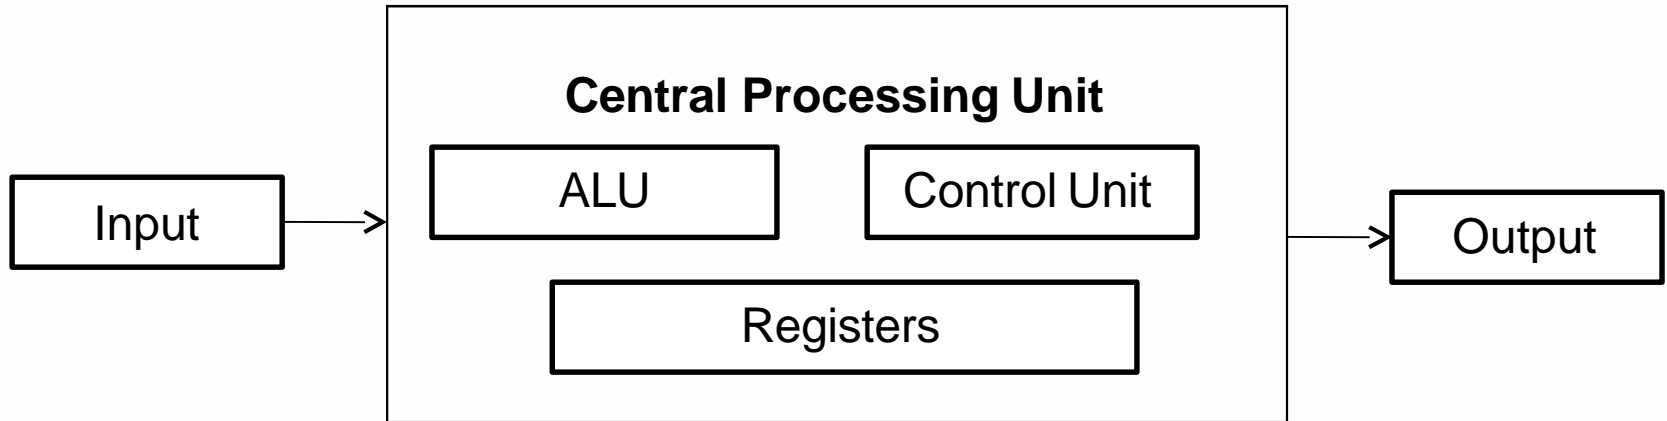 Central Processing Unit
Input
ALU
Control Unit
Output
Registers